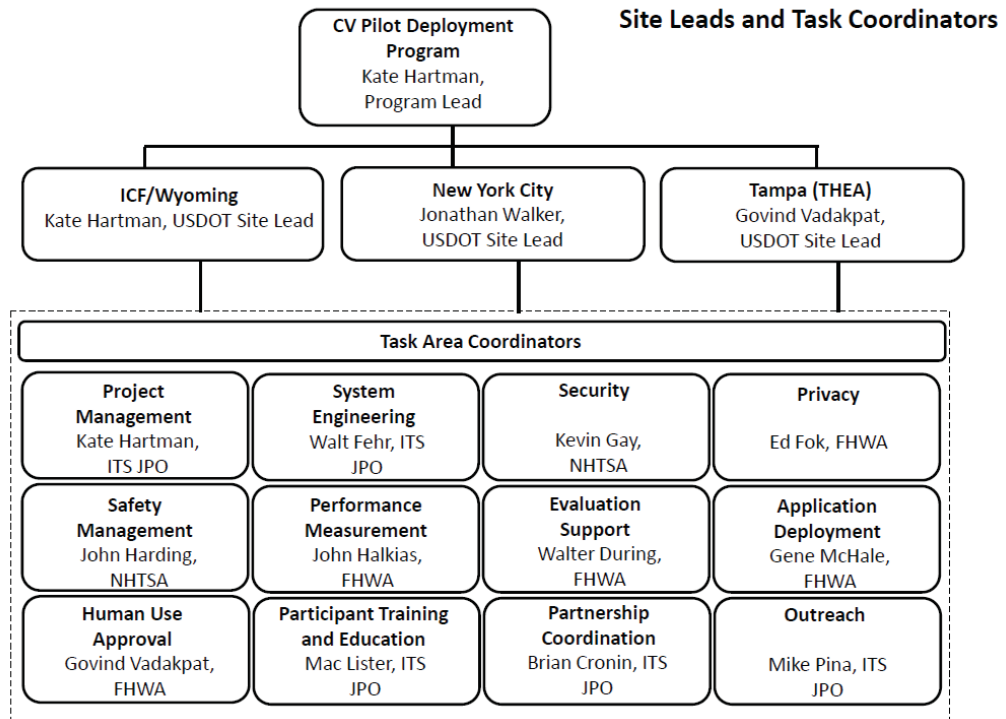 Site Leads and Task Coordinators
CV Pilot Deployment
Program
Kate Hartman,
Program Lead
ICF/Wyoming
Kate Hartman, USDOT Site Lead
New York City
Jonathan Walker,
USDOT Site Lead
Tampa (THEA)
Govind Vadakpat,
USDOT Site Lead
Task Area Coordinators
Project
Management
Kate Hartman,
ITS JPO
System
Engineering
Walt Fehr, ITS
JPO
Security
Kevin Gay,
NHTSA
Privacy
Ed Fok, FHWA
Safety
Management
John Harding,
NHTSA
Performance
Measurement
John Halkias,
FHWA
Evaluation
Support
Walter During,
FHWA
Application
Deployment
Gene McHale,
FHWA
Human Use
Approval
Govind Vadakpat,
FHWA
Participant Training
and Education
Mac Lister, ITS
JPO
Partnership
Coordination
Brian Cronin, ITS
JPO
Outreach
Mike Pina, ITS
JPO